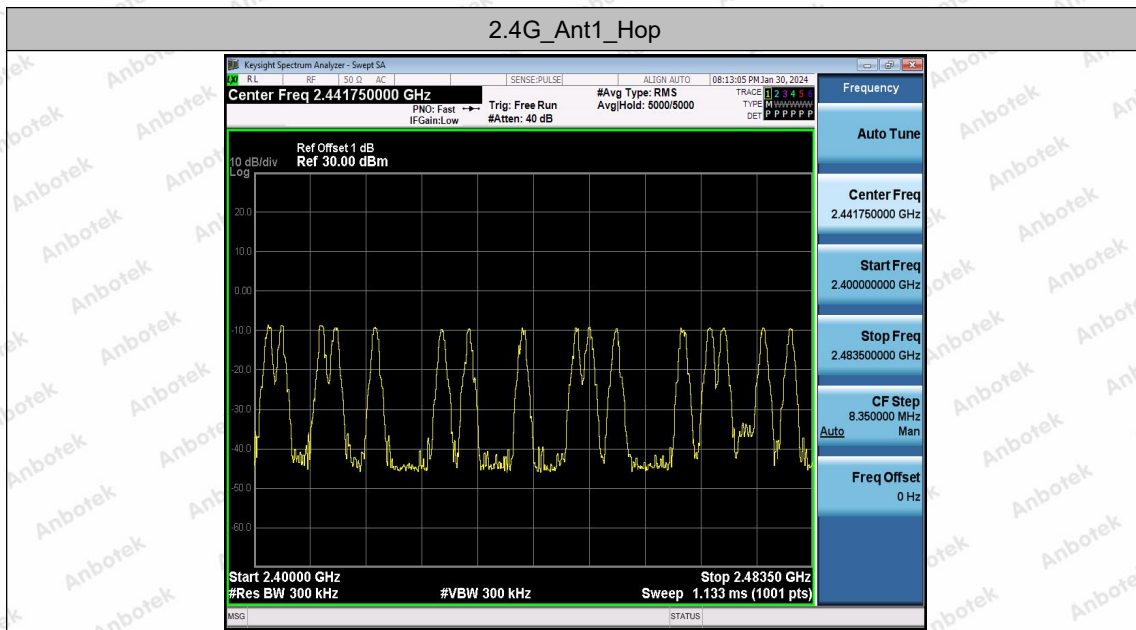 2.4G_Ant1_Hop
Keysight Spectrum Analyzer - Swept SA
RL RF 50 Ω AC SENSE:PULSE ALIGN AUTO 08:13:05 PM Jan 30, 2024
Center Freq 2.441750000 GHz
PNO: Fast
IFGain:Low
Trig: Free Run
#Atten: 40 dB
#Avg Type: RMS
Avg|Hold: 5000/5000
TRACE 1 2 3 4 5 6
TYPE M WWWWW
DET P P P P P P
Ref Offset 1 dB
10 dB/div Ref 30.00 dBm
Log
20.0
10.0
0.00
-10.0
-20.0
-30.0
-40.0
-50.0
-60.0
Start 2.40000 GHz Stop 2.48350 GHz
#Res BW 300 kHz #VBW 300 kHz Sweep 1.133 ms (1001 pts)
MSG STATUS
Frequency
Auto Tune
Center Freq
2.441750000 GHz
Start Freq
2.400000000 GHz
Stop Freq
2.483500000 GHz
CF Step
8.350000 MHz
Auto Man
Freq Offset
0 Hz
Anbotek